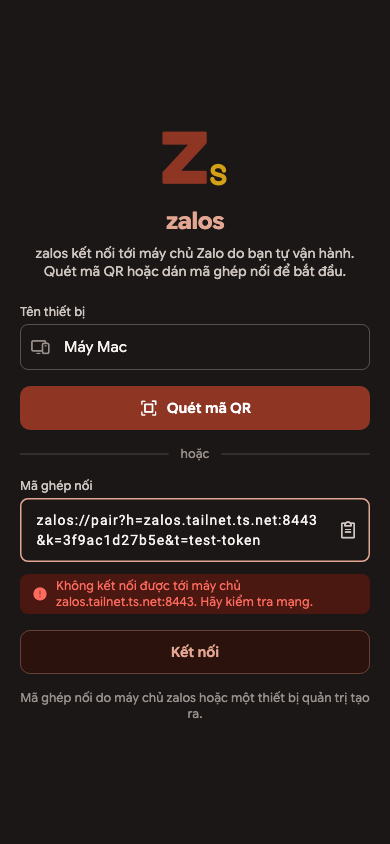 Zs
zalos
zalos kết nối tới máy chủ Zalo do bạn tự vận hành.
Quét mã QR hoặc dán mã ghép nối để bắt đầu.
Tên thiết bị
Máy Mac
Quét mã QR
hoặc
Mã ghép nối
zalos://pair?h=zalos.tailnet.ts.net:8443
&k=3f9ac1d27b5e&t=test-token
Không kết nối được tới máy chủ
zalos.tailnet.ts.net:8443. Hãy kiểm tra mạng.
Kết nối
Mã ghép nối do máy chủ zalos hoặc một thiết bị quản trị tạo
ra.